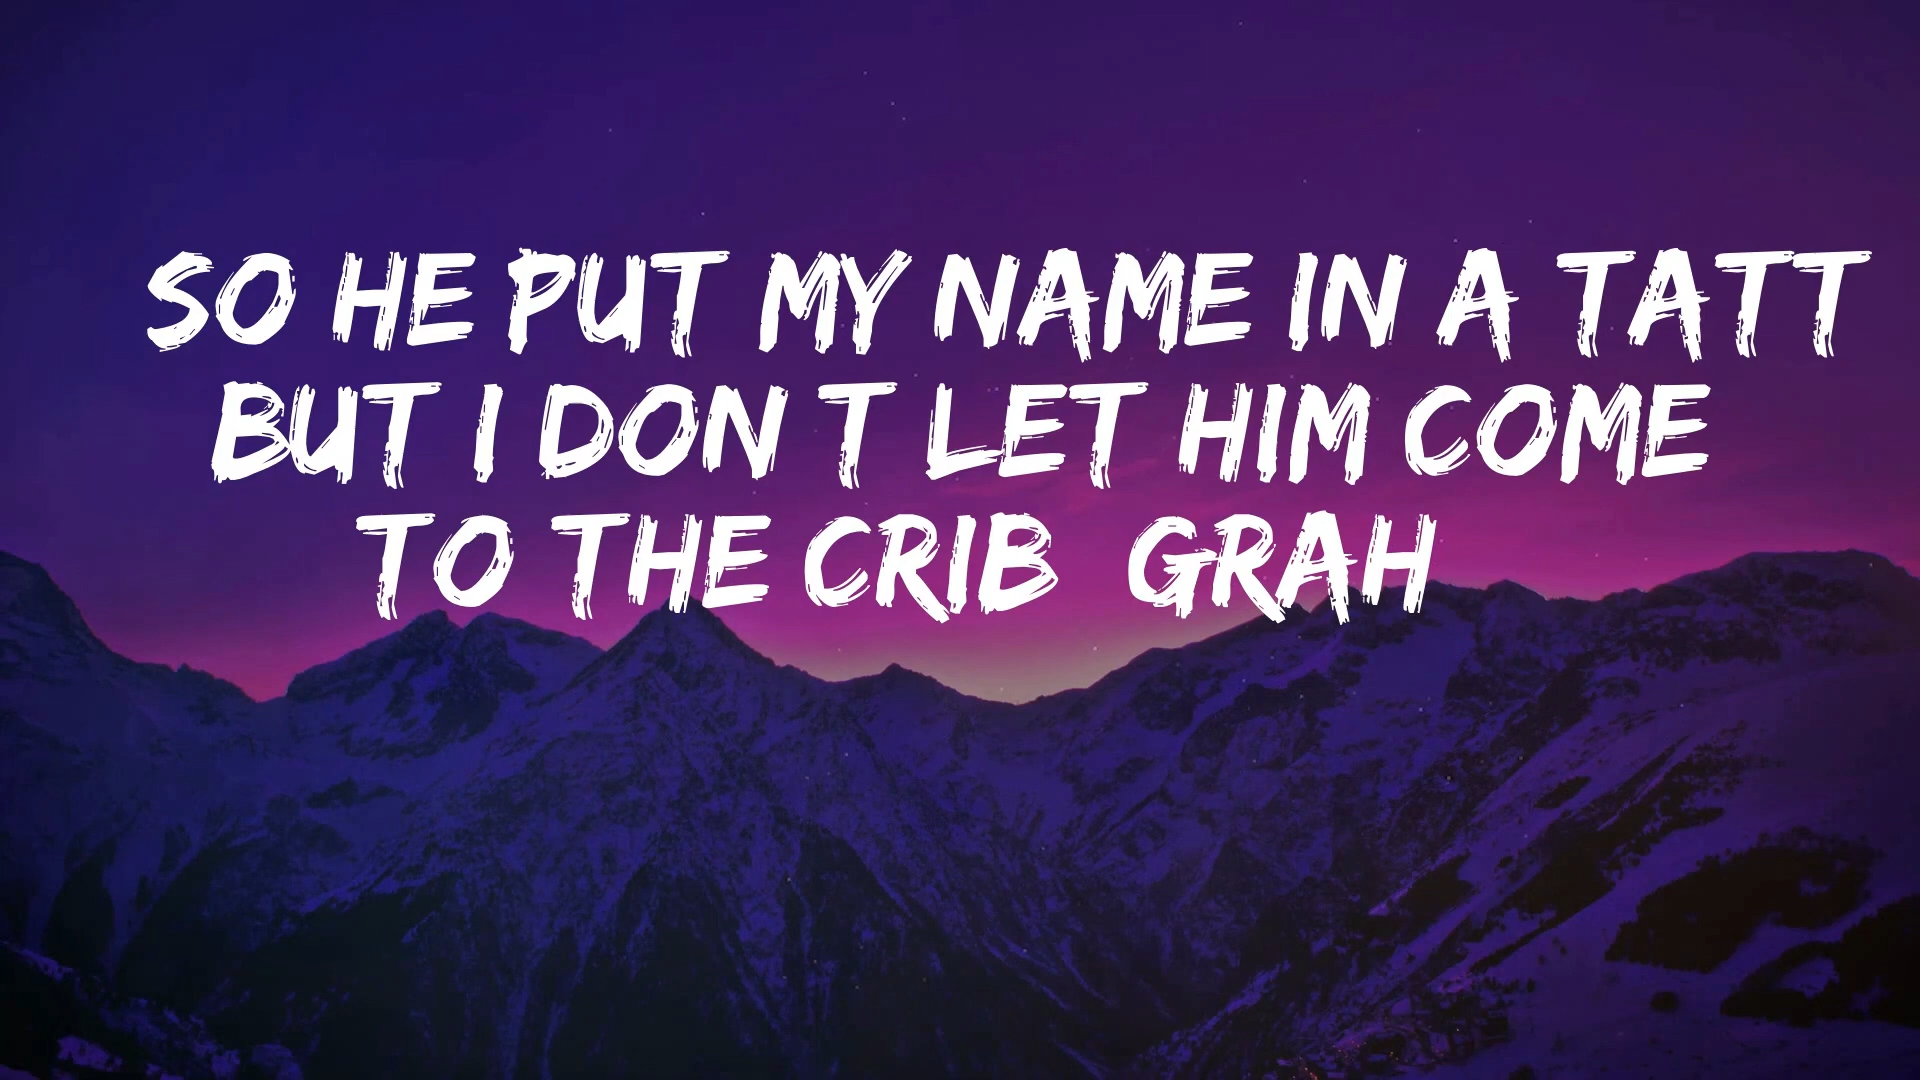 SO HE PUT MY NAME IN A TATT
BUT I DON T LET HIM COME
TO THE CRIB GRAH